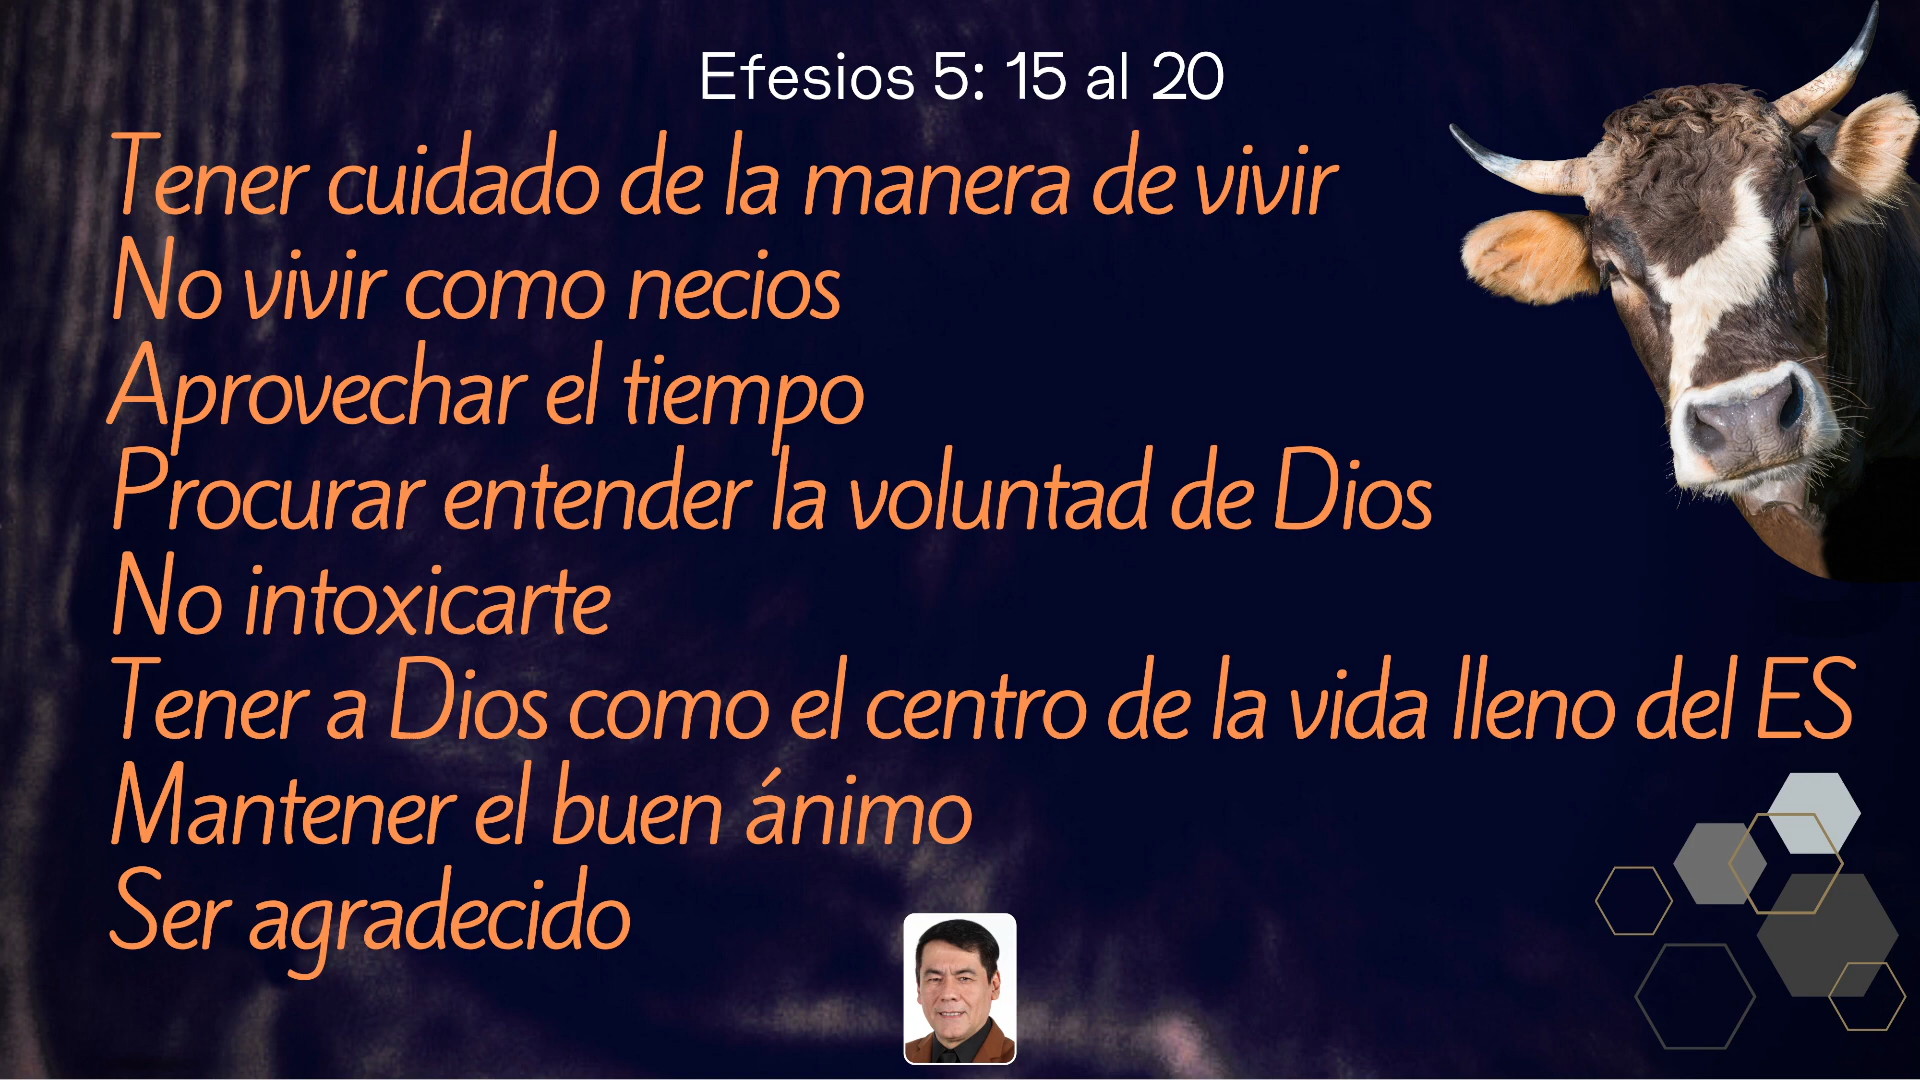 Efesios 5: 15 al 20
Tener cuidado de la manera de vivir
No vivir como necios
Aprovechar el tiempo
Procurar entender la voluntad de Dios
No intoxicarte
Tener a Dios como el centro de la vida lleno del ES
Mantener el buen ánimo
Ser agradecido